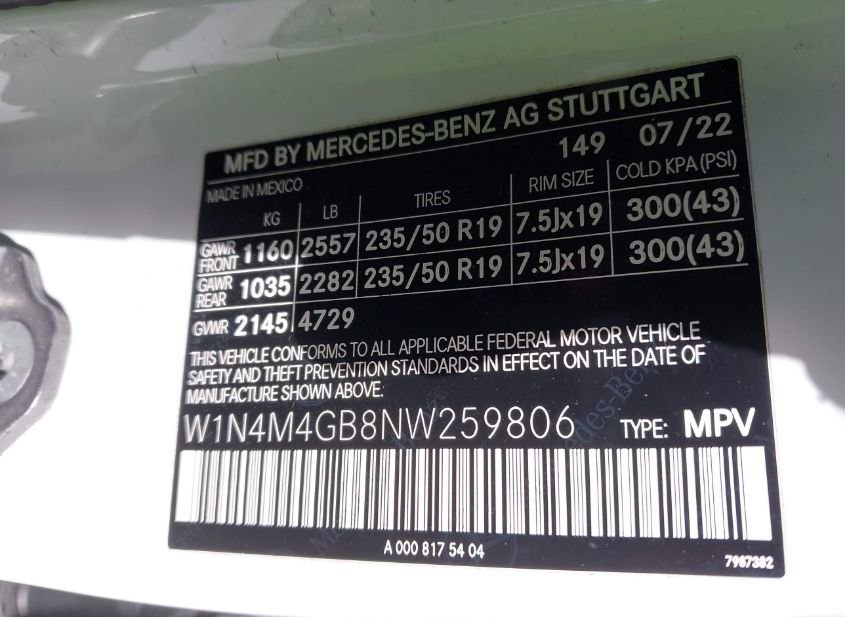 MFD BY MERCEDES-BENZ AG STUTTGART
149 07/22
MADE IN MEXICO
KG LB TIRES RIM SIZE COLD KPA (PSI)
GAWR FRONT 1160 2557 235/50 R19 7.5Jx19 300(43)
GAWR REAR 1035 2282 235/50 R19 7.5Jx19 300(43)
GVWR 2145 4729
THIS VEHICLE CONFORMS TO ALL APPLICABLE FEDERAL MOTOR VEHICLE
SAFETY AND THEFT PREVENTION STANDARDS IN EFFECT ON THE DATE OF
MANUFACTURE SHOWN ABOVE.
W1N4M4GB8NW259806 TYPE: MPV
A 000 817 54 04
7987382